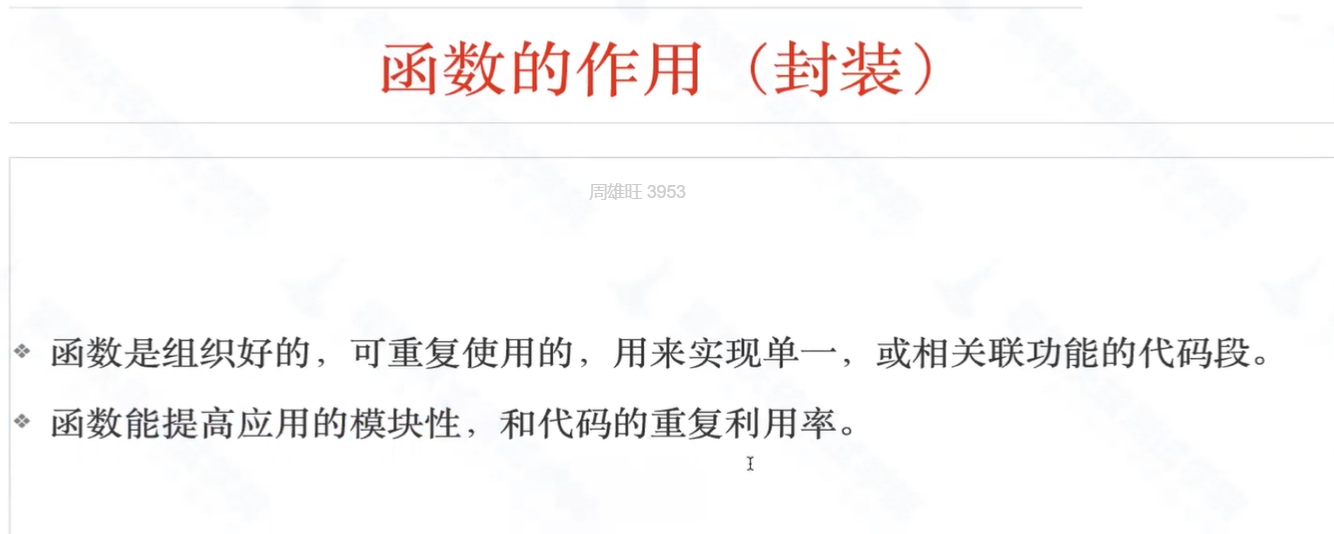 函数的作用（封装）
周雄旺 3953
❖ 函数是组织好的，可重复使用的，用来实现单一，或相关联功能的代码段。
❖ 函数能提高应用的模块性，和代码的重复利用率。